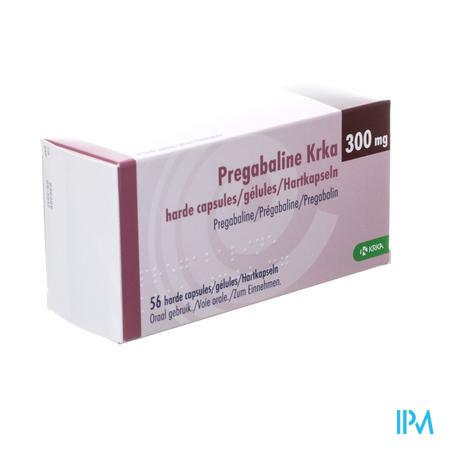 Pregabaline Krka 300 mg
harde capsules/gélules/Hartkapseln
Pregabaline/Prégabaline/Pregabalin
KRKA
56 harde capsules/gélules/Hartkapseln
Oraal gebruik./Voie orale./Zum Einnehmen.
IPM